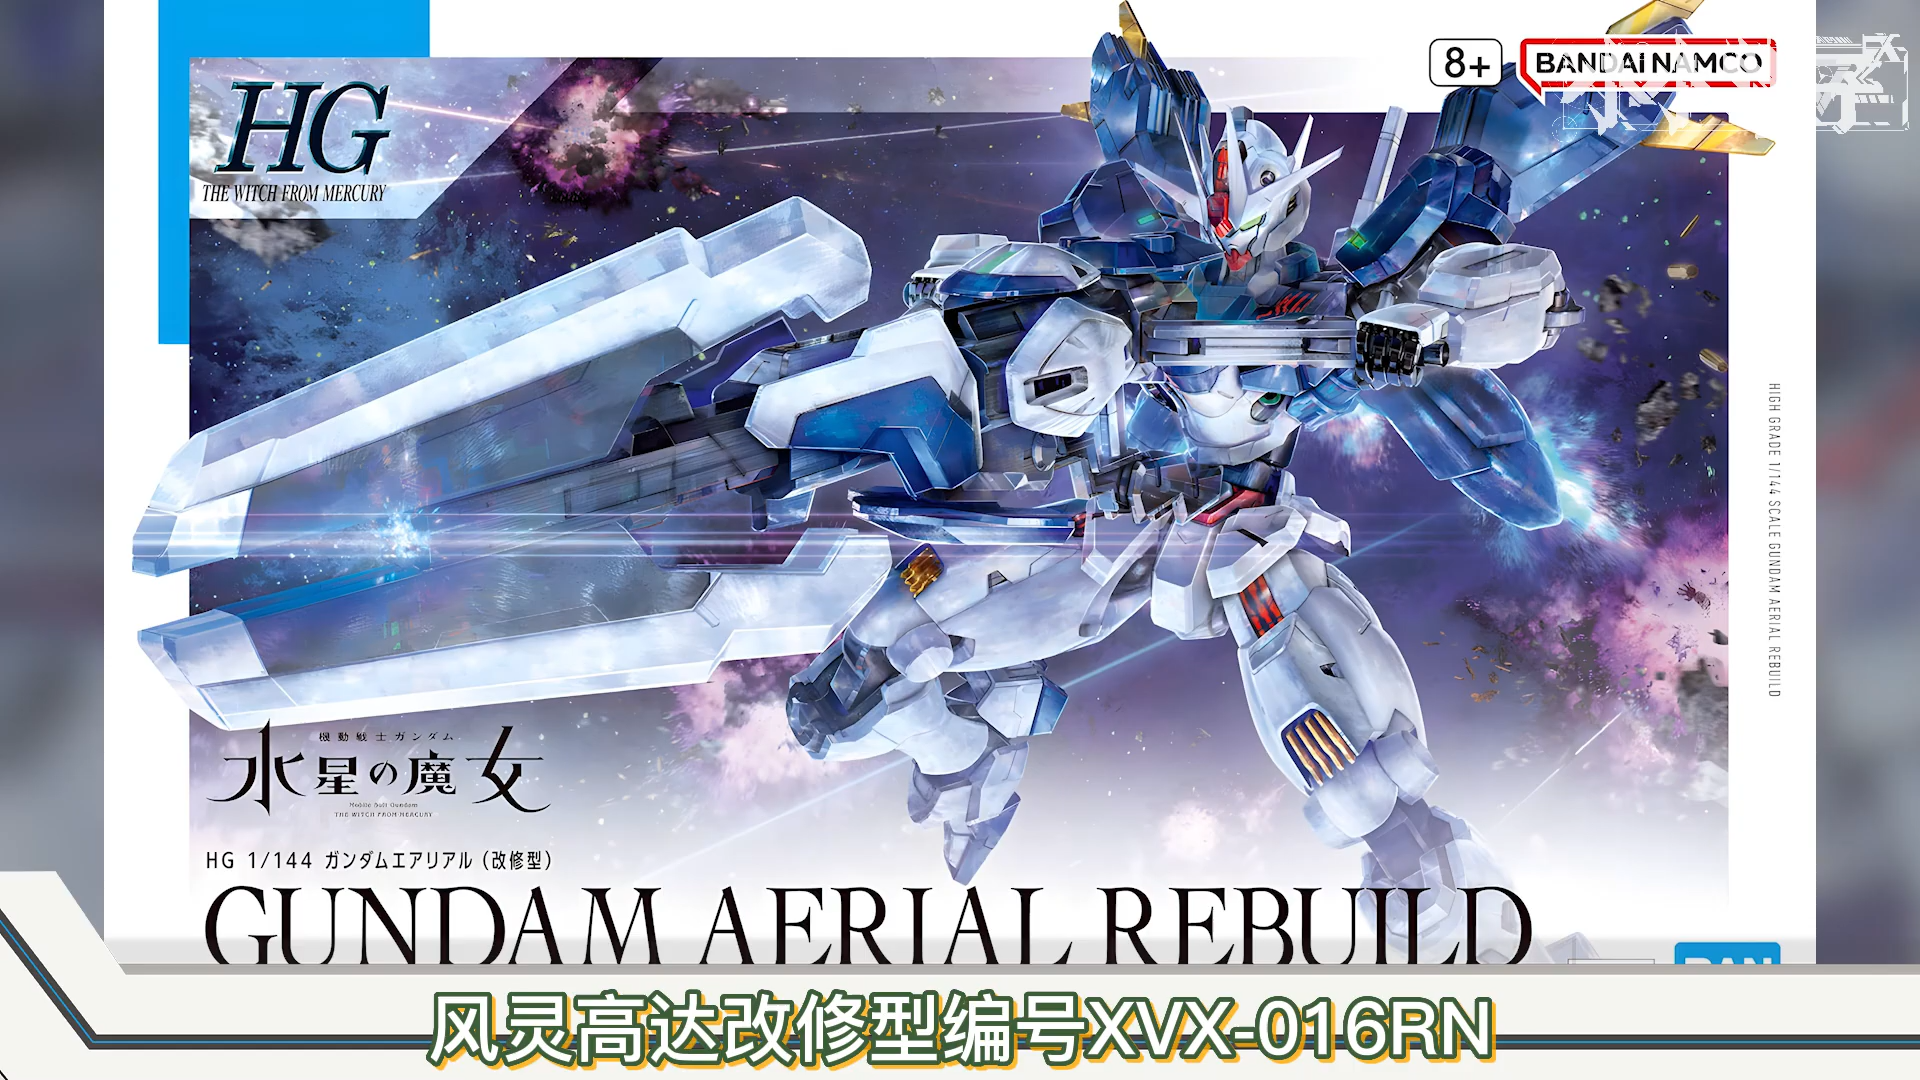 HG
THE WITCH FROM MERCURY
8+
BANDAI NAMCO
HIGH GRADE 1/144 SCALE GUNDAM AERIAL REBUILD
機動戦士ガンダム
水星の魔女
Mobile Suit Gundam
THE WITCH FROM MERCURY
HG 1/144 ガンダムエアリアル(改修型)
GUNDAM AERIAL REBUILD
BAN
风灵高达改修型编号XVX-016RN